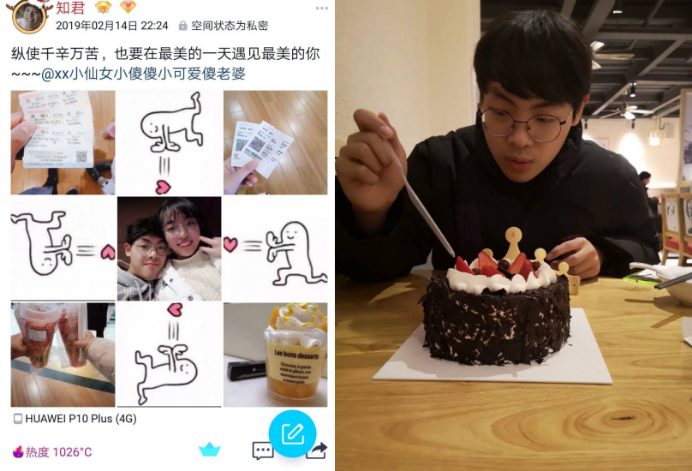 知君
2019年02月14日 22:24 空间状态为私密
纵使千辛万苦，也要在最美的一天遇见最美的你
~~~@xx小仙女小傻傻小可爱傻老婆
Les bons desserts
HUAWEI P10 Plus (4G)
热度 1026°C